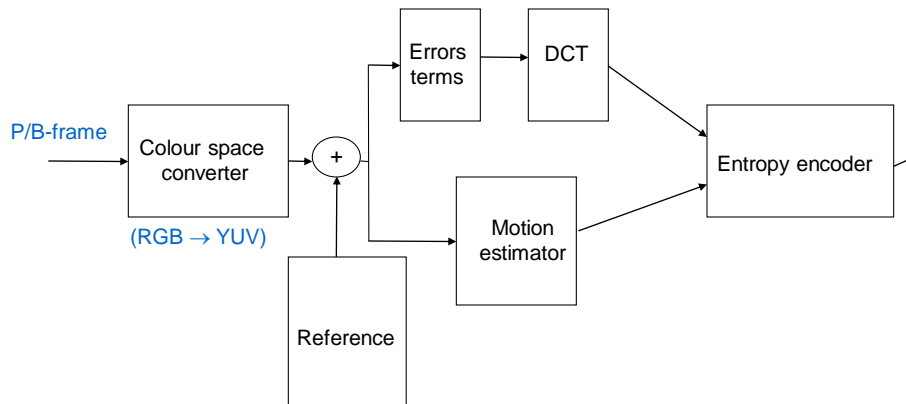 P/B-frame
Colour space
converter
(RGB → YUV)
+
Reference
Errors
terms
DCT
Motion
estimator
Entropy encoder